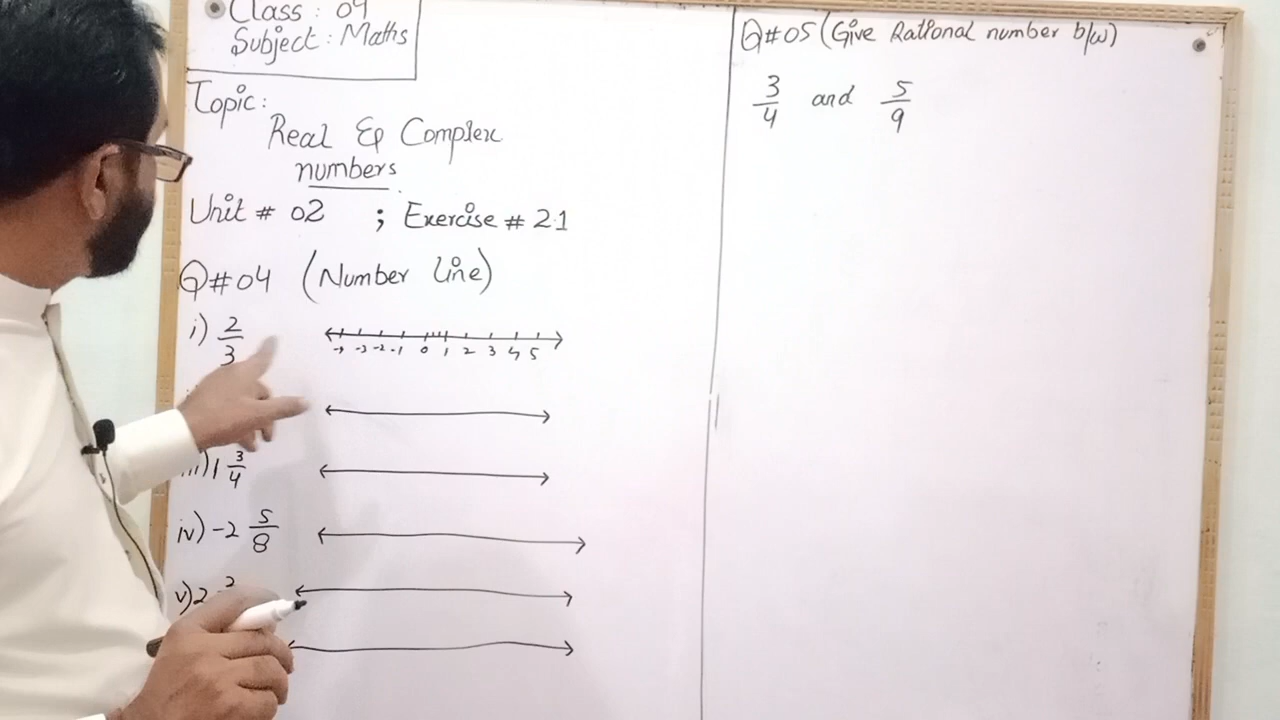 Class : 09
Subject : Maths
Topic:
Real & Complex
numbers
Unit # 02 ; Exercise # 2.1
Q#04 (Number line)
i) 2/3
-3 -2 -1 0 1 2 3 4 5
iii) 1 3/4
iv) -2 5/8
v) 2
Q#05 (Give Rational number b/w)
3/4 and 5/9